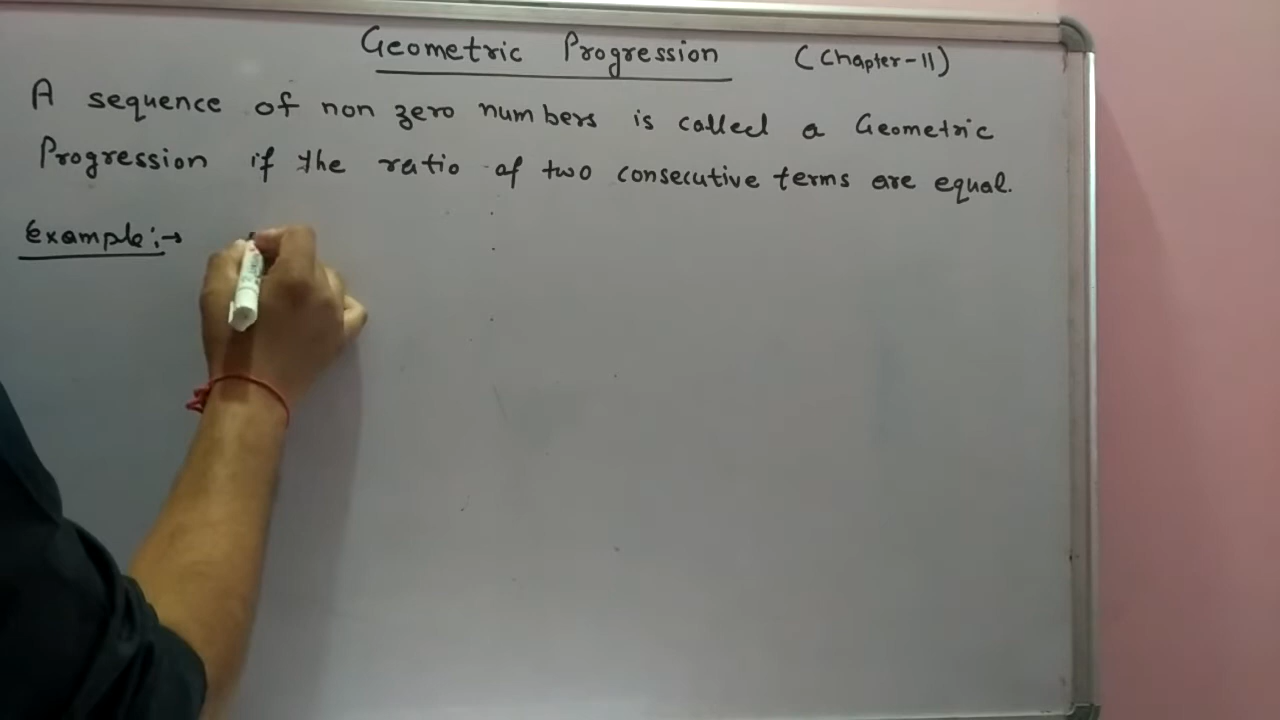 Geometric Progression (Chapter-11)
A sequence of non zero numbers is called a Geometric
Progression if the ratio of two consecutive terms are equal.
Example:→